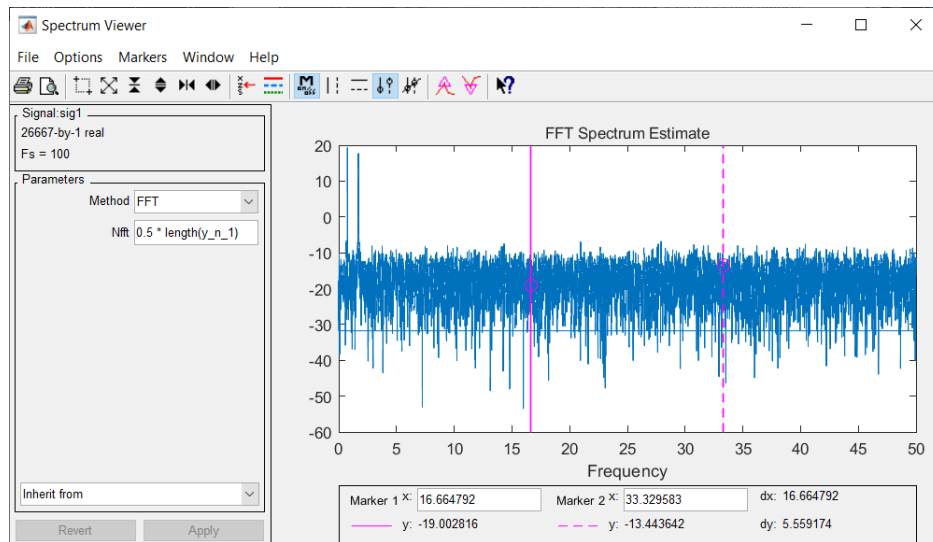 Spectrum Viewer
File Options Markers Window Help
Signal:sig1
26667-by-1 real
Fs = 100
Parameters
Method FFT
Nfft 0.5 * length(y_n_1)
Inherit from
Revert Apply
FFT Spectrum Estimate
20
10
0
-10
-20
-30
-40
-50
-60
0 5 10 15 20 25 30 35 40 45 50
Frequency
Marker 1 x: 16.664792 Marker 2 x: 33.329583 dx: 16.664792
y: -19.002816 y: -13.443642 dy: 5.559174